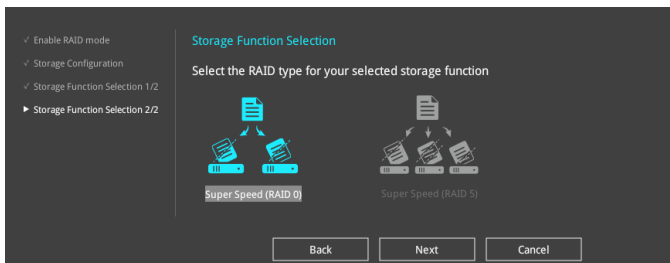 ✓ Enable RAID mode
✓ Storage Configuration
✓ Storage Function Selection 1/2
► Storage Function Selection 2/2
Storage Function Selection
Select the RAID type for your selected storage function
Super Speed (RAID 0)
Super Speed (RAID 5)
Back
Next
Cancel